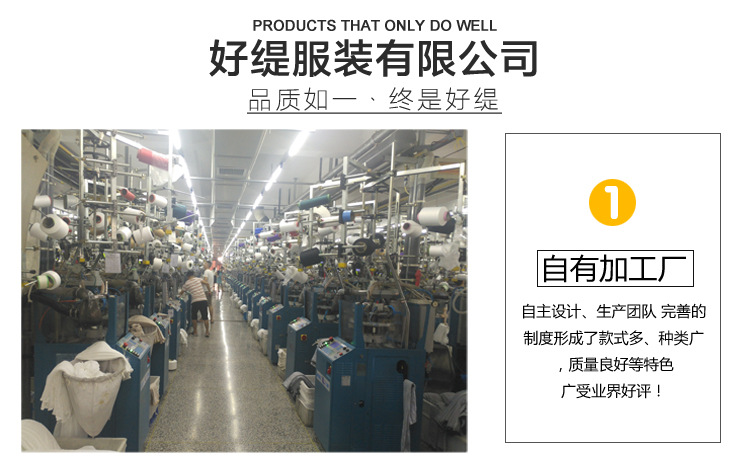 PRODUCTS THAT ONLY DO WELL
好缇服装有限公司
品质如一、终是好缇
1
自有加工厂
自主设计、生产团队 完善的
制度形成了款式多、种类广
，质量良好等特色
广受业界好评！